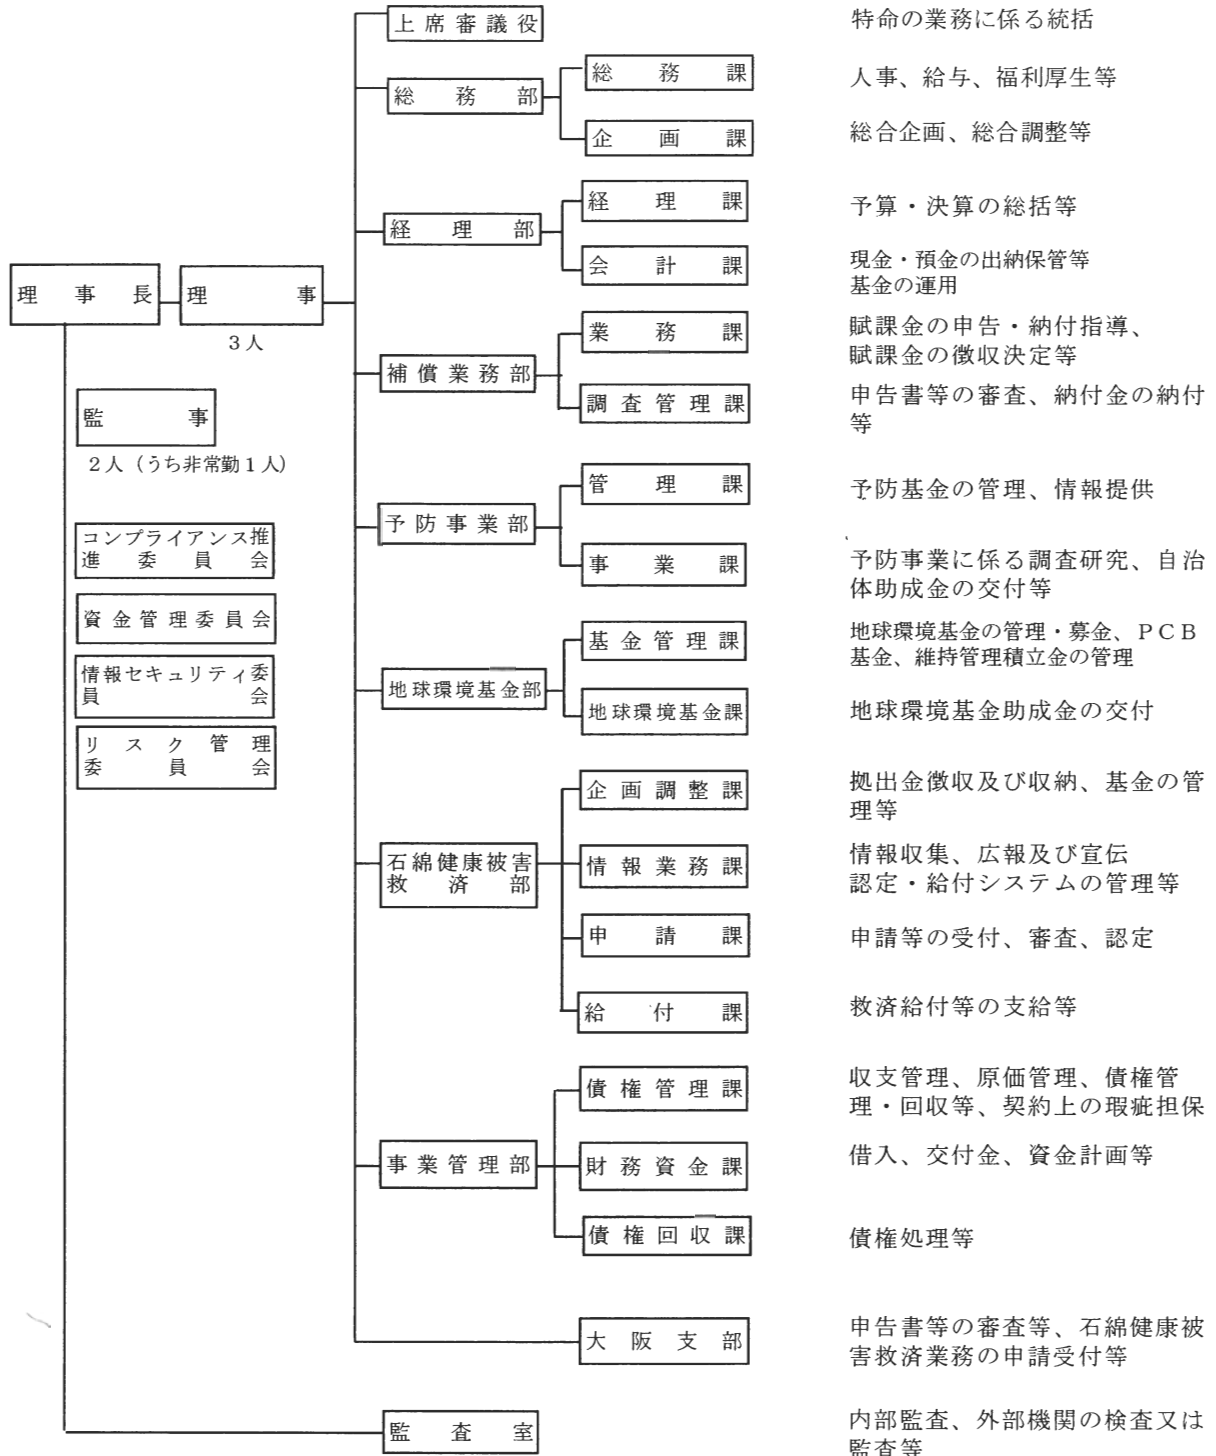 上席審議役
特命の業務に係る統括
総務部
総務課
人事、給与、福利厚生等
企画課
総合企画、総合調整等
経理部
経理課
予算・決算の総括等
会計課
現金・預金の出納保管等
基金の運用
理事長
理事
3人
監事
2人（うち非常勤1人）
コンプライアンス推
進委員会
資金管理委員会
情報セキュリティ委
員会
リスク管理
委員会
補償業務部
業務課
賦課金の申告・納付指導、
賦課金の徴収決定等
調査管理課
申告書等の審査、納付金の納付
等
予防事業部
管理課
予防基金の管理、情報提供
事業課
予防事業に係る調査研究、自治
体助成金の交付等
地球環境基金部
基金管理課
地球環境基金の管理・募金、ＰＣＢ
基金、維持管理積立金の管理
地球環境基金課
地球環境基金助成金の交付
石綿健康被害
救済部
企画調整課
拠出金徴収及び収納、基金の管
理等
情報業務課
情報収集、広報及び宣伝
認定・給付システムの管理等
申請課
申請等の受付、審査、認定
給付課
救済給付等の支給等
事業管理部
債権管理課
収支管理、原価管理、債権管
理・回収等、契約上の瑕疵担保
財務資金課
借入、交付金、資金計画等
債権回収課
債権処理等
大阪支部
申告書等の審査等、石綿健康被
害救済業務の申請受付等
監査室
内部監査、外部機関の検査又は
監査等